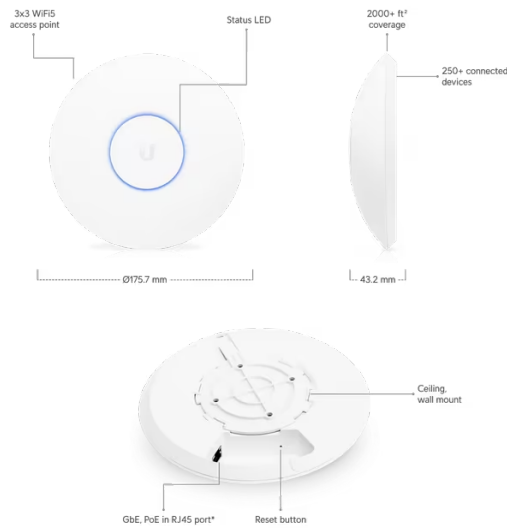 3x3 WiFi5
access point
Status LED
2000+ ft²
coverage
250+ connected
devices
Ø175.7 mm
43.2 mm
Ceiling,
wall mount
GbE, PoE in RJ45 port*
Reset button